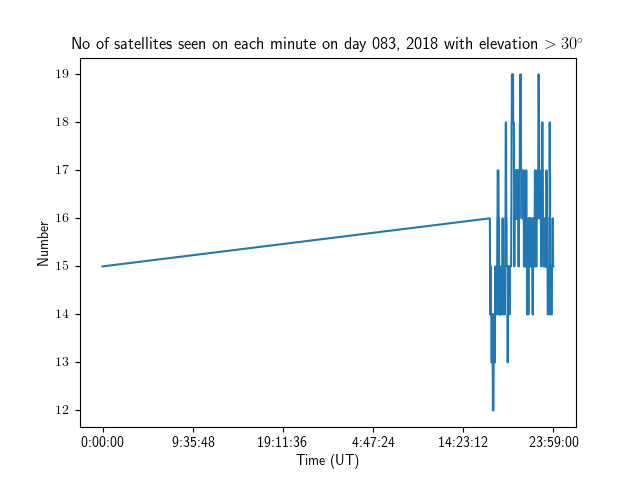 No of satellites seen on each minute on day 083, 2018 with elevation > 30°
19
18
17
16
15
14
13
12
Number
0:00:00 9:35:48 19:11:36 4:47:24 14:23:12 23:59:00
Time (UT)